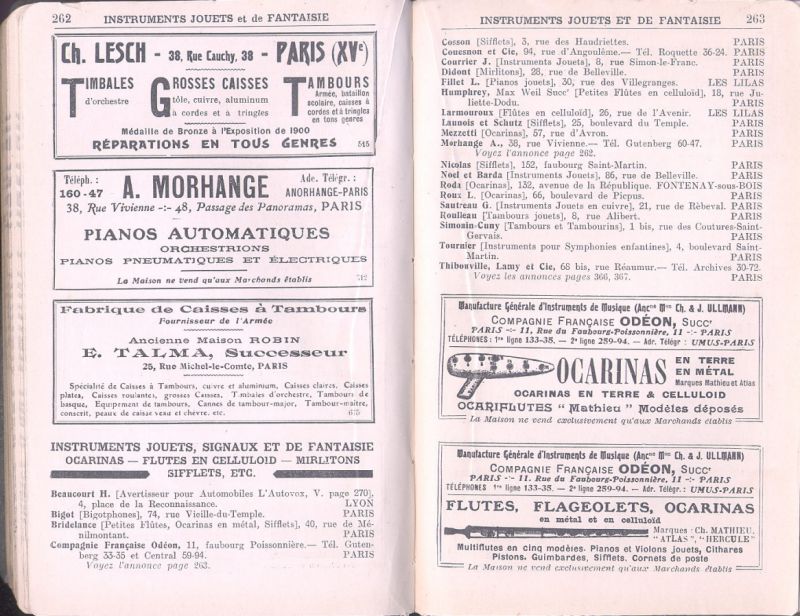 262 INSTRUMENTS JOUETS et de FANTAISIE
Ch. LESCH - 38, Rue Cauchy, 38 - PARIS (XVe)
TIMBALES
d'orchestre
GROSSES CAISSES
tôle, cuivre, aluminum
à cordes et à tringles
TAMBOURS
Armée, bataillon
scolaire, caisses à
cordes et à tringles
en tous genres
Médaille de Bronze à l'Exposition de 1900
RÉPARATIONS EN TOUS GENRES 515
Téléph. :
160-47
A. MORHANGE
Adr. Télégr. :
ANORHANGE-PARIS
38, Rue Vivienne -:- 48, Passage des Panoramas, PARIS
PIANOS AUTOMATIQUES
ORCHESTRIONS
PIANOS PNEUMATIQUES ET ÉLECTRIQUES
La Maison ne vend qu'aux Marchands établis
Fabrique de Caisses à Tambours
Fournisseur de l'Armée
Ancienne Maison ROBIN
E. TALMA, Successeur
25, Rue Michel-le-Comte, PARIS
Spécialité de Caisses à Tambours, cuivre et aluminium, Caisses claires, Caisses
plates, Caisses roulantes, grosses Caisses, Timbales d'orchestre, Tambours de
basque, Equipement de tambours, Cannes de tambour-major, Tambour-maître,
conscrit, peaux de caisse veau et chèvre, etc. 675
INSTRUMENTS JOUETS, SIGNAUX ET DE FANTAISIE
OCARINAS — FLUTES EN CELLULOID — MIRLITONS
SIFFLETS, ETC.
Beaucourt H. [Avertisseur pour Automobiles L'Autovox, V. page 270],
4, place de la Reconnaissance. LYON
Bigot [Bigotphones], 74, rue Vieille-du-Temple. PARIS
Bridelance [Petites Flûtes, Ocarinas en métal, Sifflets], 40, rue de Mé-
nilmontant. PARIS
Compagnie Française Odéon, 11, faubourg Poissonnière.— Tél. Guten-
berg 33-35 et Central 59-94. PARIS
Voyez l'annonce page 263.
INSTRUMENTS JOUETS ET DE FANTAISIE 263
Cosson [Sifflets], 3, rue des Haudriettes. PARIS
Couesnon et Cie, 94, rue d'Angoulême.— Tél. Roquette 36-24. PARIS
Courrier J. [Instruments Jouets], 8, rue Simon-le-Franc. PARIS
Didont [Mirlitons], 28, rue de Belleville. PARIS
Fillet L. [Pianos jouets], 30, rue des Villegranges. LES LILAS
Humphrey, Max Weil Succr [Petites Flûtes en celluloïd], 18, rue Ju-
liette-Dodu. PARIS
Larmouroux [Flûtes en celluloïd], 26, rue de l'Avenir. LES LILAS
Launois et Schutz [Sifflets], 25, boulevard du Temple. PARIS
Mezzetti [Ocarinas], 57, rue d'Avron. PARIS
Morhange A., 38, rue Vivienne.— Tél. Gutenberg 60-47. PARIS
Voyez l'annonce page 262.
Nicolas [Sifflets], 152, faubourg Saint-Martin. PARIS
Noel et Barda [Instruments Jouets], 86, rue de Belleville. PARIS
Roda [Ocarinas], 132, avenue de la République. FONTENAY-sous-BOIS
Roux L. [Ocarinas], 66, boulevard de Picpus. PARIS
Sautreau G. [Instruments Jouets en cuivre], 21, rue de Rébeval. PARIS
Roulleau [Tambours jouets], 8, rue Alibert. PARIS
Simonin-Cuny [Tambours et Tambourins], 1 bis, rue des Coutures-Saint-
Gervais. PARIS
Tournier [Instruments pour Symphonies enfantines], 4, boulevard Saint-
Martin. PARIS
Thibouville, Lamy et Cie, 68 bis, rue Réaumur.— Tél. Archives 30-72.
Voyez les annonces pages 366, 367. PARIS
Manufacture Générale d'Instruments de Musique (Ancne Mon Ch. & J. ULLMANN)
COMPAGNIE FRANÇAISE ODÉON, SUCCr
PARIS -- 11, Rue du Faubourg-Poissonnière, 11 -:- PARIS
TÉLÉPHONES : 1re ligne 133-38. — 2e ligne 259-94. — Adr. Télégr : UMUS-PARIS
OCARINAS EN TERRE
EN MÉTAL
Marques Mathieu et Atlas
OCARINAS EN TERRE & CELLULOID
OCARIFLUTES "Mathieu" Modèles déposés
La Maison ne vend exclusivement qu'aux Marchands établis
Manufacture Générale d'Instruments de Musique (Ancne Mon Ch. & J. ULLMANN)
COMPAGNIE FRANÇAISE ODÉON, SUCCr
PARIS -- 11, Rue du Faubourg-Poissonnière, 11 -:- PARIS
TÉLÉPHONES 1re ligne 133-38. — 2e ligne 259-94. — Adr. Télégr : UMUS-PARIS
FLUTES, FLAGEOLETS, OCARINAS
en métal et en celluloïd
Marques : Ch. MATHIEU,
"ATLAS", "HERCULE"
Multiflutes en cinq modèles. Pianos et Violons jouets, Cithares
Pistons. Guimbardes, Sifflets. Cornets de poste
La Maison ne vend exclusivement qu'aux Marchands établis